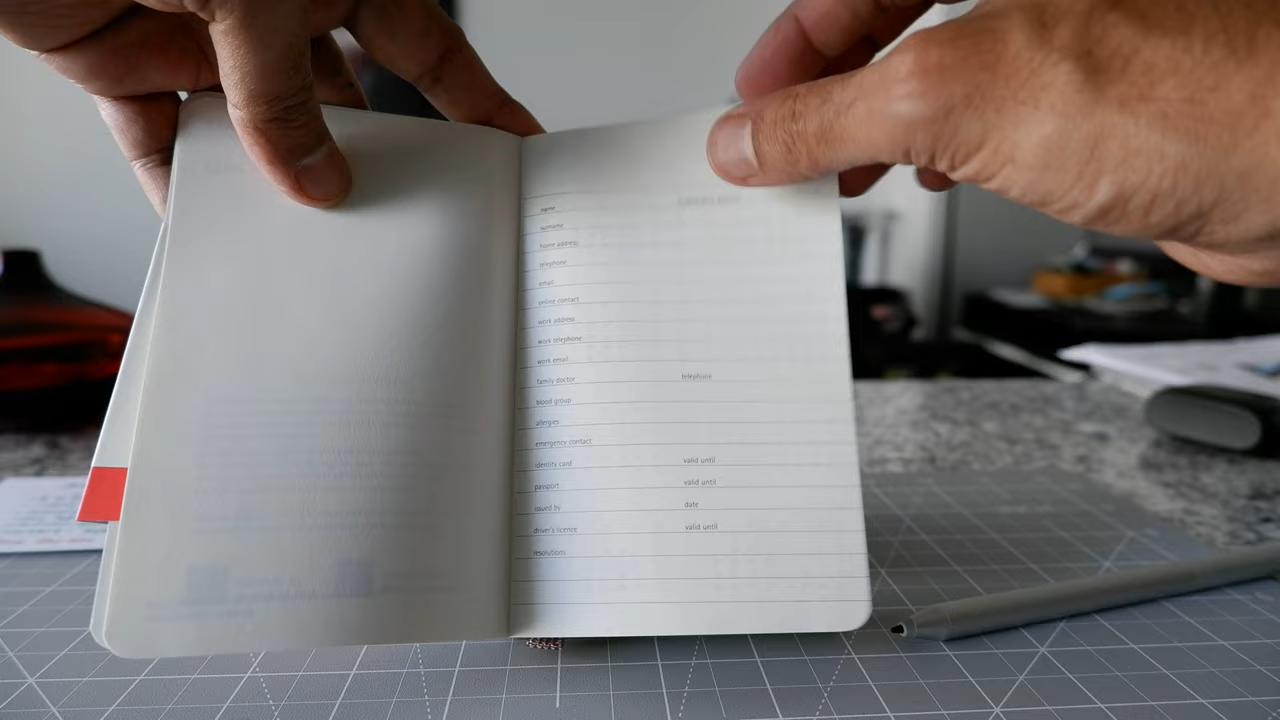 name
surname
home address
telephone
email
online contact
work address
work telephone
work email
family doctor telephone
blood group
allergies
emergency contact
identity card valid until
passport valid until
issued by date
driver's licence valid until
resolutions